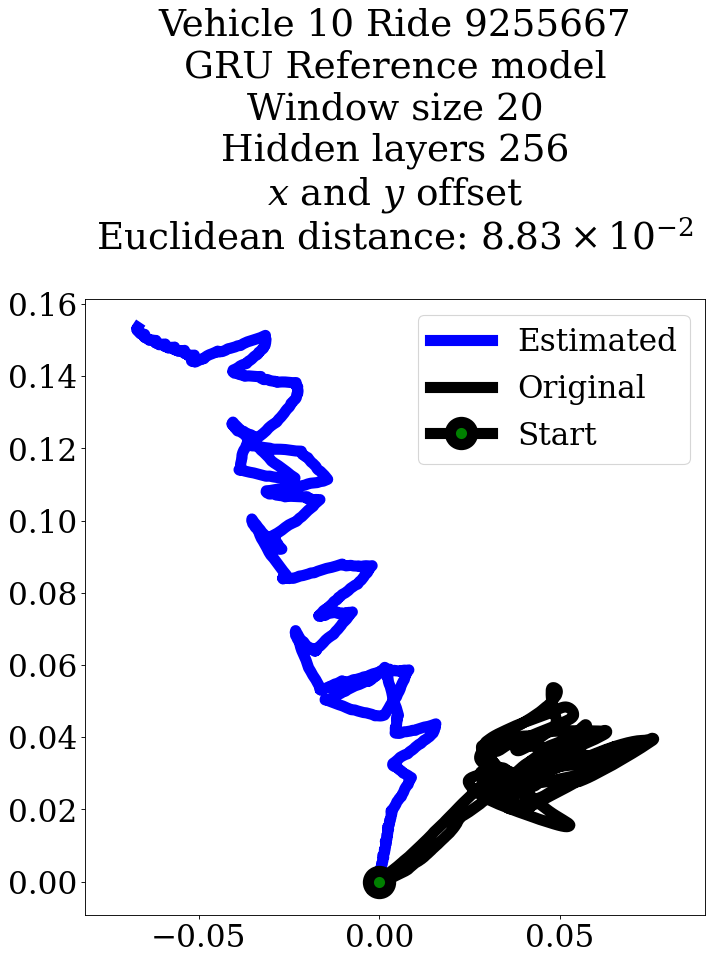 Vehicle 10 Ride 9255667
GRU Reference model
Window size 20
Hidden layers 256
x and y offset
Euclidean distance: 8.83 × 10⁻²
0.16
0.14
0.12
0.10
0.08
0.06
0.04
0.02
0.00
Estimated
Original
Start
−0.05
0.00
0.05